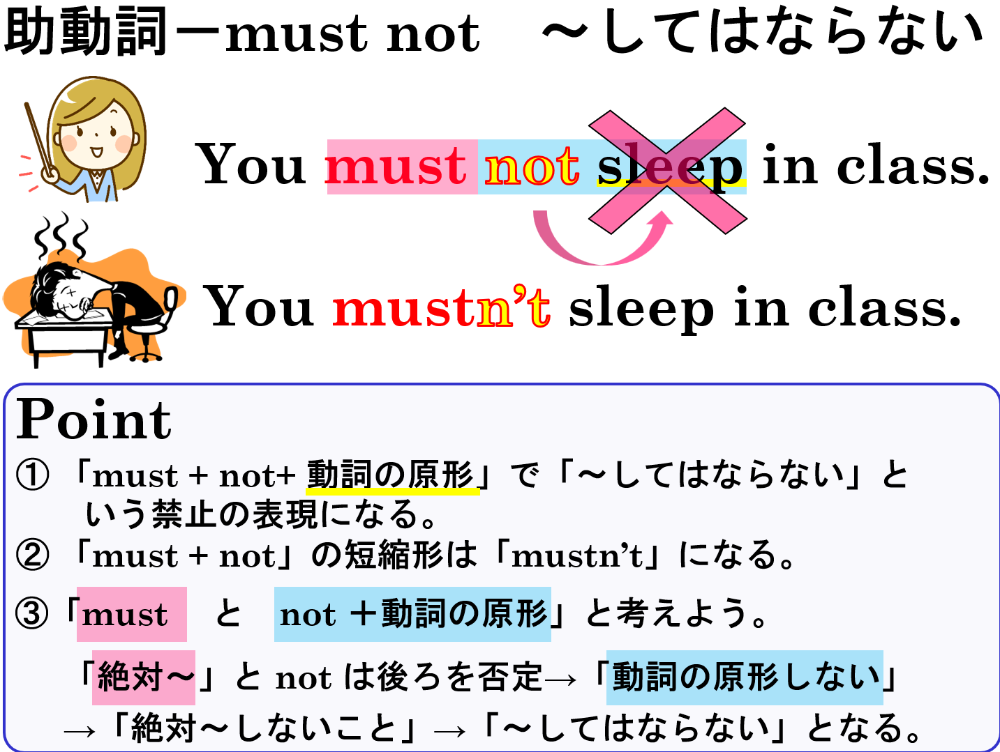 助動詞－must not　～してはならない
You must not sleep in class.
You mustn’t sleep in class.
Point
① 「must + not+ 動詞の原形」で「～してはならない」と
いう禁止の表現になる。
② 「must + not」の短縮形は「mustn’t」になる。
③「must　と　not ＋動詞の原形」と考えよう。
「絶対～」と not は後ろを否定→「動詞の原形しない」
→「絶対～しないこと」→「～してはならない」となる。